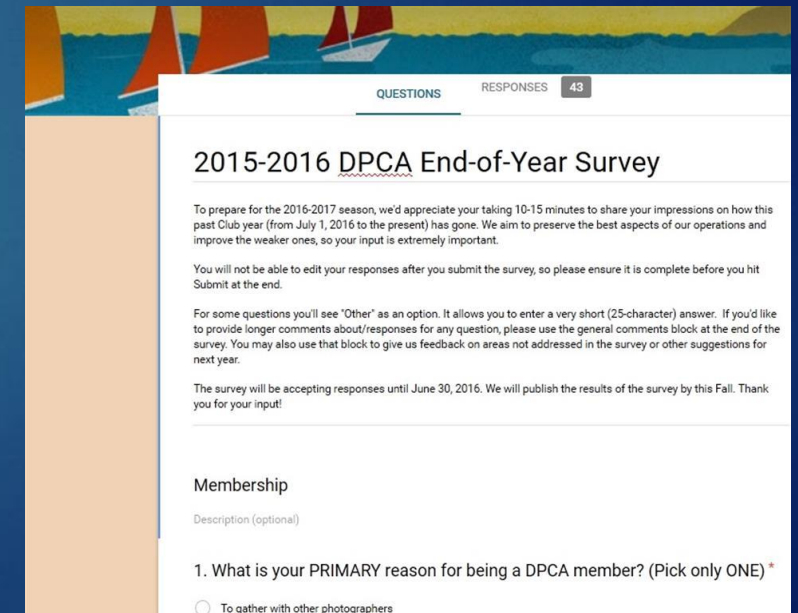 QUESTIONS
RESPONSES 43
2015-2016 DPCA End-of-Year Survey
To prepare for the 2016-2017 season, we'd appreciate your taking 10-15 minutes to share your impressions on how this
past Club year (from July 1, 2016 to the present) has gone. We aim to preserve the best aspects of our operations and
improve the weaker ones, so your input is extremely important.
You will not be able to edit your responses after you submit the survey, so please ensure it is complete before you hit
Submit at the end.
For some questions you'll see "Other" as an option. It allows you to enter a very short (25-character) answer. If you'd like
to provide longer comments about/responses for any question, please use the general comments block at the end of the
survey. You may also use that block to give us feedback on areas not addressed in the survey or other suggestions for
next year.
The survey will be accepting responses until June 30, 2016. We will publish the results of the survey by this Fall. Thank
you for your input!
Membership
Description (optional)
1. What is your PRIMARY reason for being a DPCA member? (Pick only ONE) *
To gather with other photographers